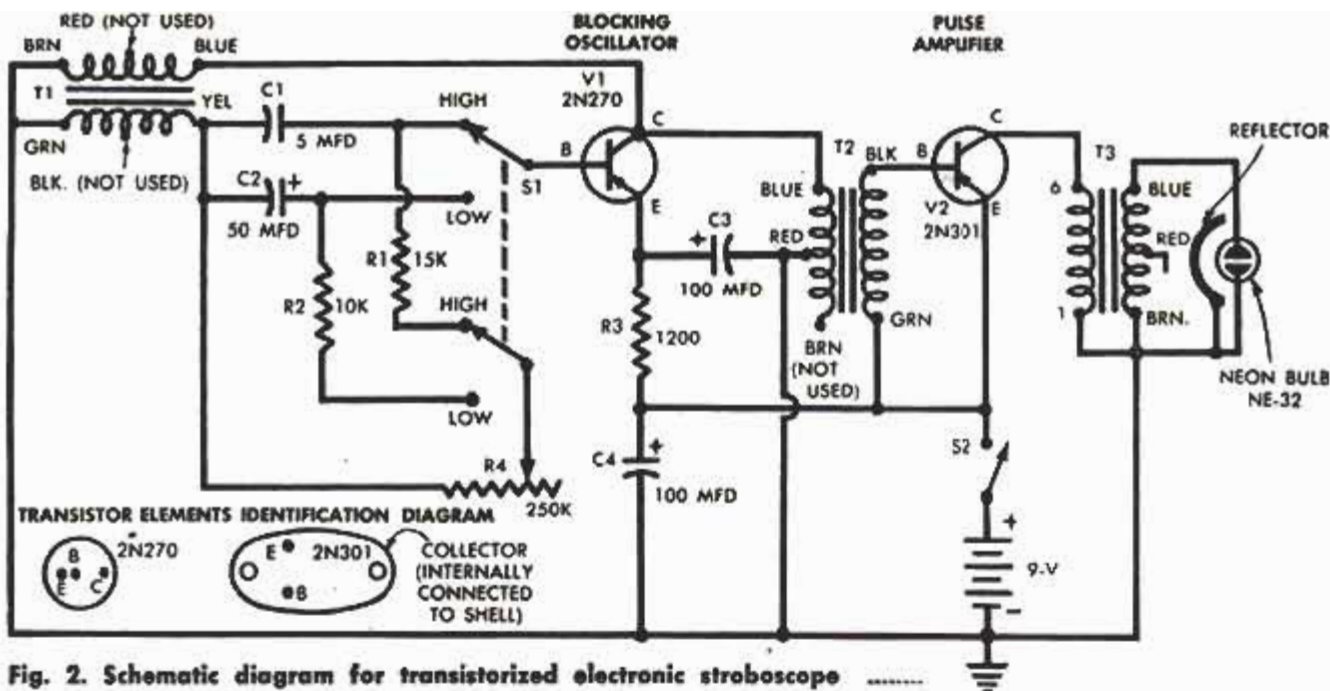 RED (NOT USED)
BRN
BLUE
T1
YEL
GRN
BLK. (NOT USED)
C1
5 MFD
C2
+
50 MFD
HIGH
S1
LOW
R1
15K
R2
10K
HIGH
LOW
R4
250K
BLOCKING
OSCILLATOR
V1
2N270
B
C
E
C3
+
100 MFD
R3
1200
C4
+
100 MFD
T2
BLUE
RED
BRN
(NOT
USED)
BLK
GRN
PULSE
AMPLIFIER
B
C
V2
2N301
E
S2
+
9-V
-
T3
6
1
BLUE
RED
BRN.
REFLECTOR
NEON BULB
NE-32
TRANSISTOR ELEMENTS IDENTIFICATION DIAGRAM
2N270
B
E
C
E
2N301
B
COLLECTOR
(INTERNALLY
CONNECTED
TO SHELL)
Fig. 2. Schematic diagram for transistorized electronic stroboscope ........